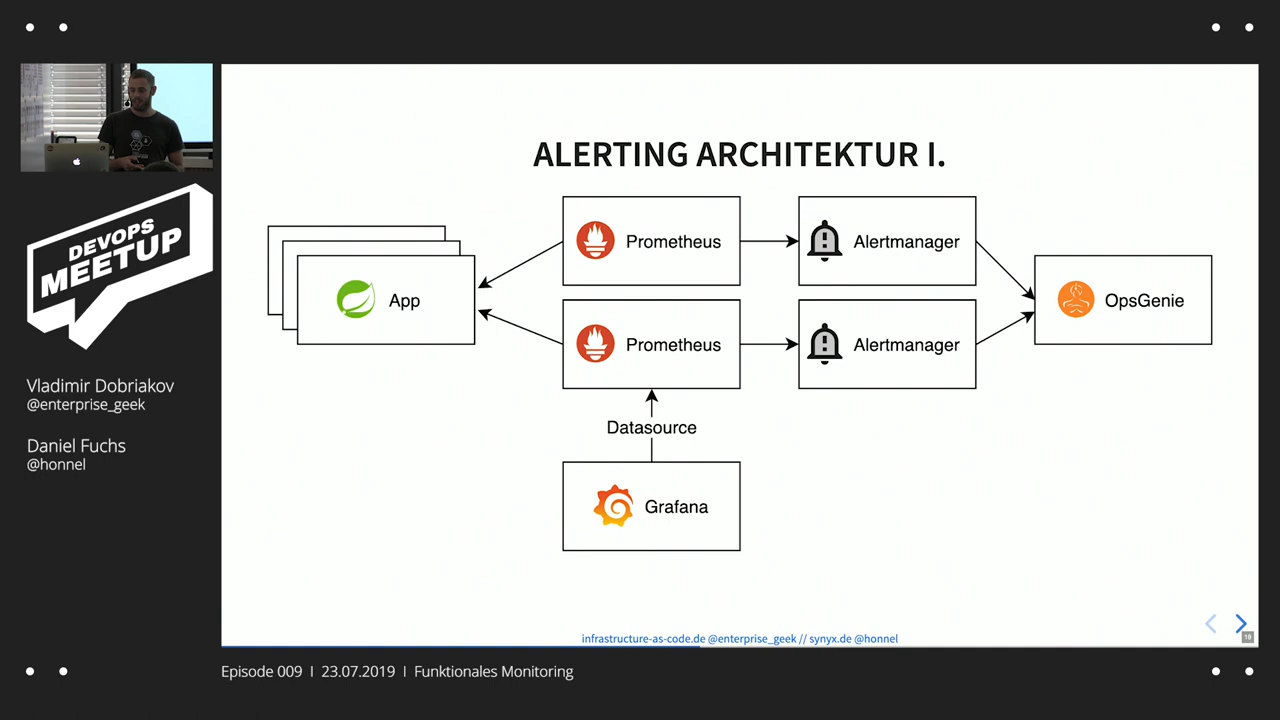 DEVOPS
MEETUP
Vladimir Dobriakov
@enterprise_geek
Daniel Fuchs
@honnel
ALERTING ARCHITEKTUR I.
App
Prometheus
Alertmanager
Prometheus
Alertmanager
OpsGenie
Datasource
Grafana
infrastructure-as-code.de @enterprise_geek // synyx.de @honnel
19
Episode 009 I 23.07.2019 I Funktionales Monitoring